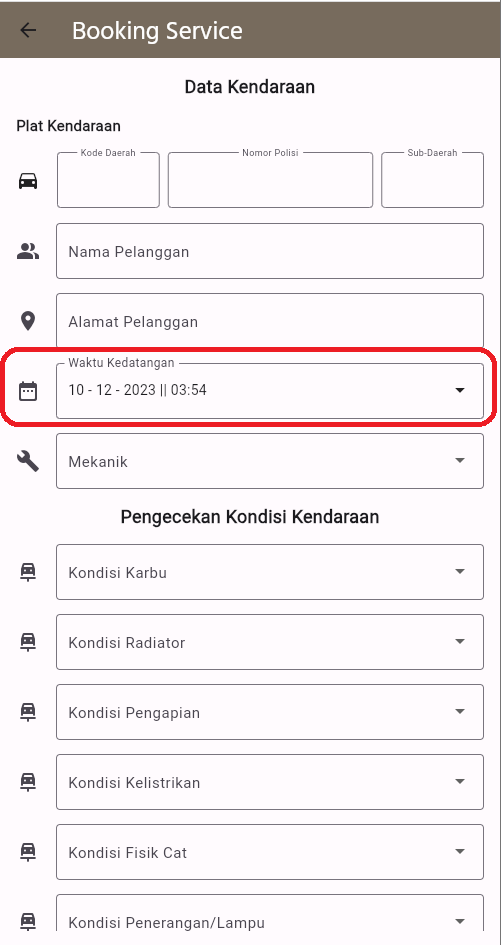 Booking Service
Data Kendaraan
Plat Kendaraan
Kode Daerah
Nomor Polisi
Sub-Daerah
Nama Pelanggan
Alamat Pelanggan
Waktu Kedatangan
10 - 12 - 2023 || 03:54
Mekanik
Pengecekan Kondisi Kendaraan
Kondisi Karbu
Kondisi Radiator
Kondisi Pengapian
Kondisi Kelistrikan
Kondisi Fisik Cat
Kondisi Penerangan/Lampu